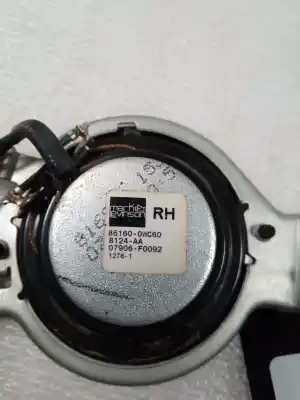 mark levinson
RH
86160-0WC60
8124-AA
07906-F0092
1276-1